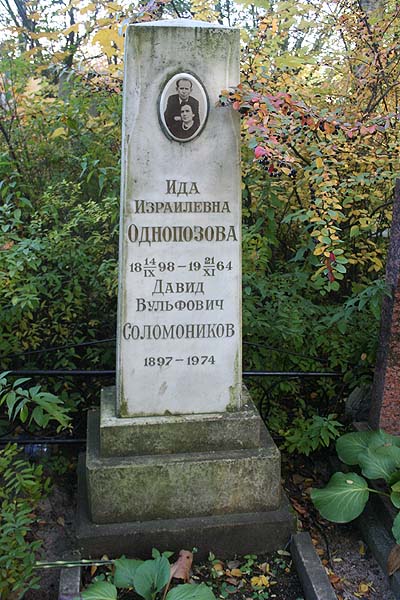 Ида
Израилевна
Однопозова
18 14/IX 98 – 19 21/XI 64
Давид
Вульфович
Соломоников
1897 – 1974